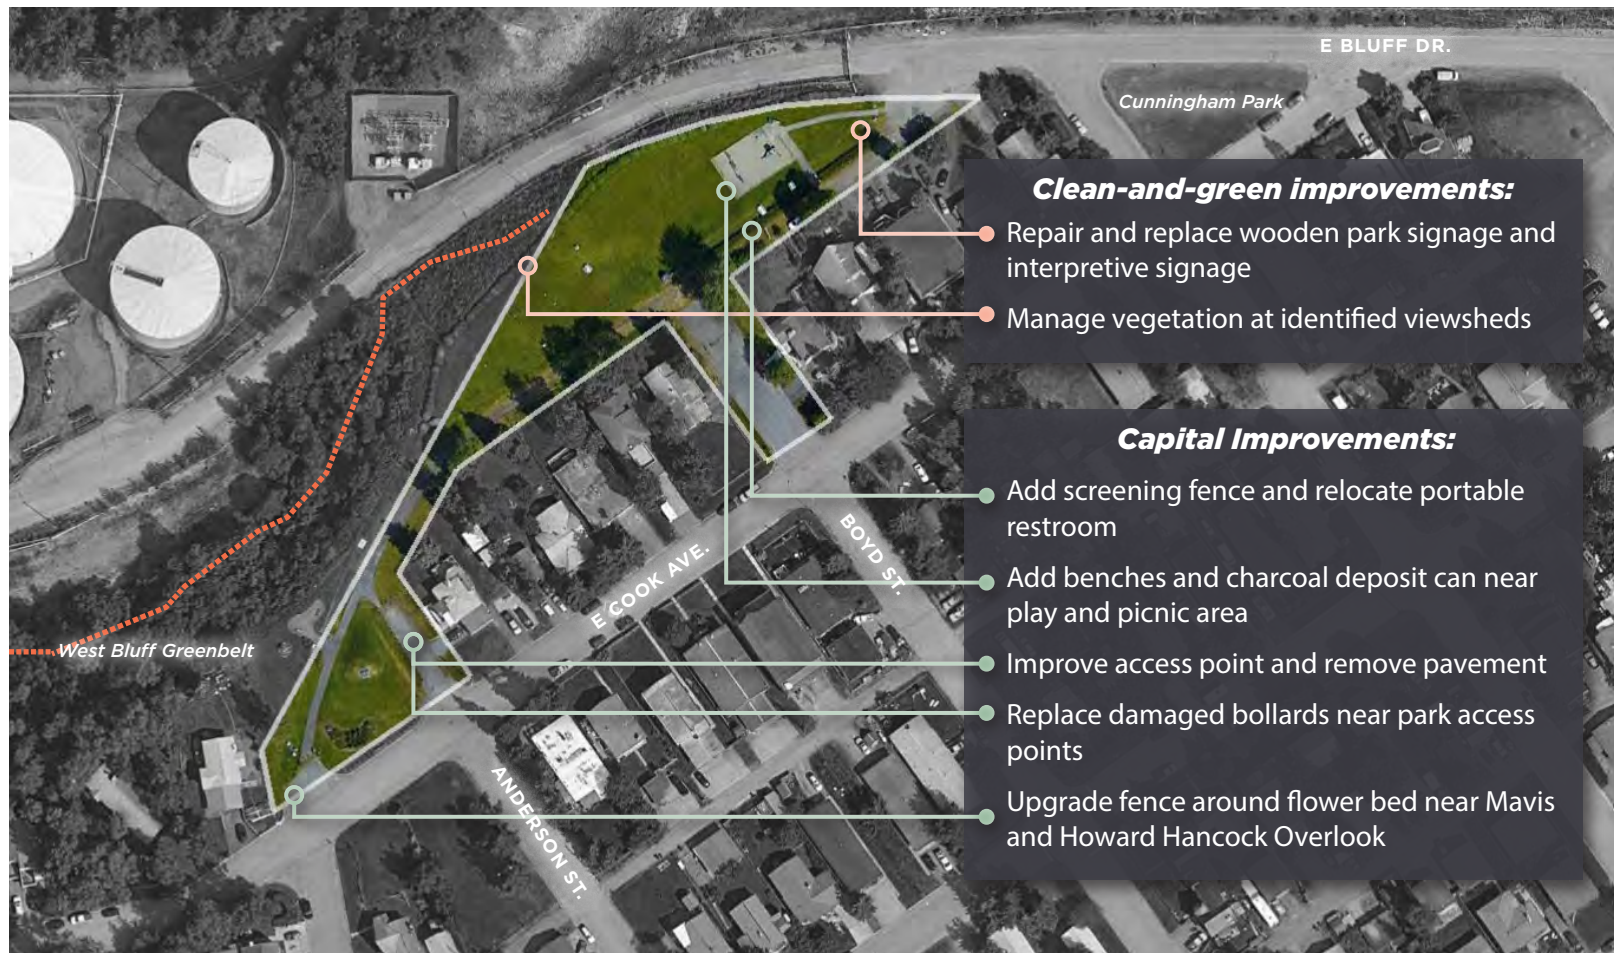 E BLUFF DR.
Cunningham Park
Clean-and-green improvements:
Repair and replace wooden park signage and
interpretive signage
Manage vegetation at identified viewsheds
Capital Improvements:
Add screening fence and relocate portable
restroom
Add benches and charcoal deposit can near
play and picnic area
Improve access point and remove pavement
Replace damaged bollards near park access
points
Upgrade fence around flower bed near Mavis
and Howard Hancock Overlook
BOYD ST.
E COOK AVE.
West Bluff Greenbelt
ANDERSON ST.